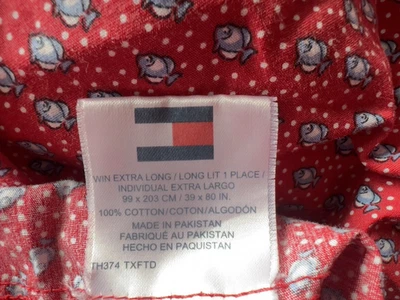 WIN EXTRA LONG / LONG LIT 1 PLACE /
INDIVIDUAL EXTRA LARGO
99 x 203 CM / 39 x 80 IN.
100% COTTON/COTON/ALGODÓN
MADE IN PAKISTAN
FABRIQUÉ AU PAKISTAN
HECHO EN PAQUISTAN
TH374 TXFTD